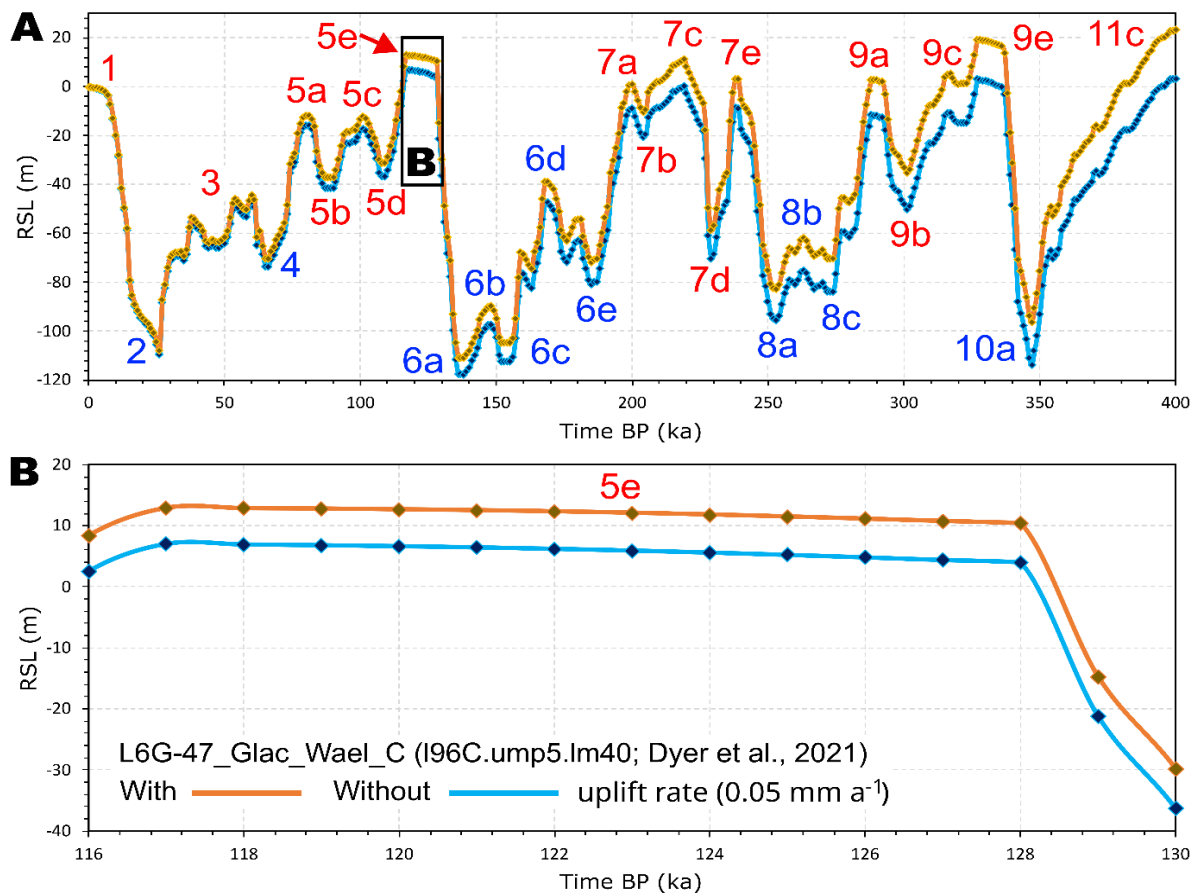 A
20
0
-20
-40
-60
-80
-100
-120
RSL (m)
1
2
3
4
5a
5b
5c
5d
5e
B
6a
6b
6c
6d
6e
7a
7b
7c
7d
7e
8a
8b
8c
9a
9b
9c
9e
10a
11c
0 50 100 150 200 250 300 350 400
Time BP (ka)
B
20
10
0
-10
-20
-30
-40
RSL (m)
5e
L6G-47_Glac_Wael_C (l96C.ump5.lm40; Dyer et al., 2021)
With Without uplift rate (0.05 mm a⁻¹)
116 118 120 122 124 126 128 130
Time BP (ka)